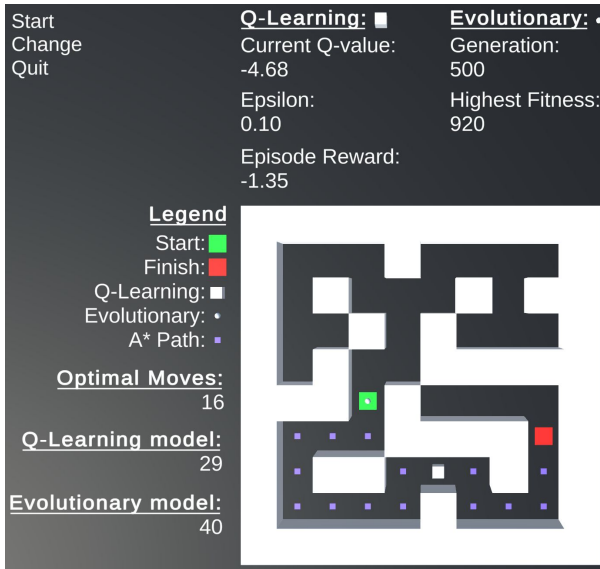 Start
Change
Quit
Q-Learning:
Current Q-value:
-4.68
Epsilon:
0.10
Episode Reward:
-1.35
Evolutionary:
Generation:
500
Highest Fitness:
920
Legend
Start:
Finish:
Q-Learning:
Evolutionary:
A* Path:
Optimal Moves:
16
Q-Learning model:
29
Evolutionary model:
40